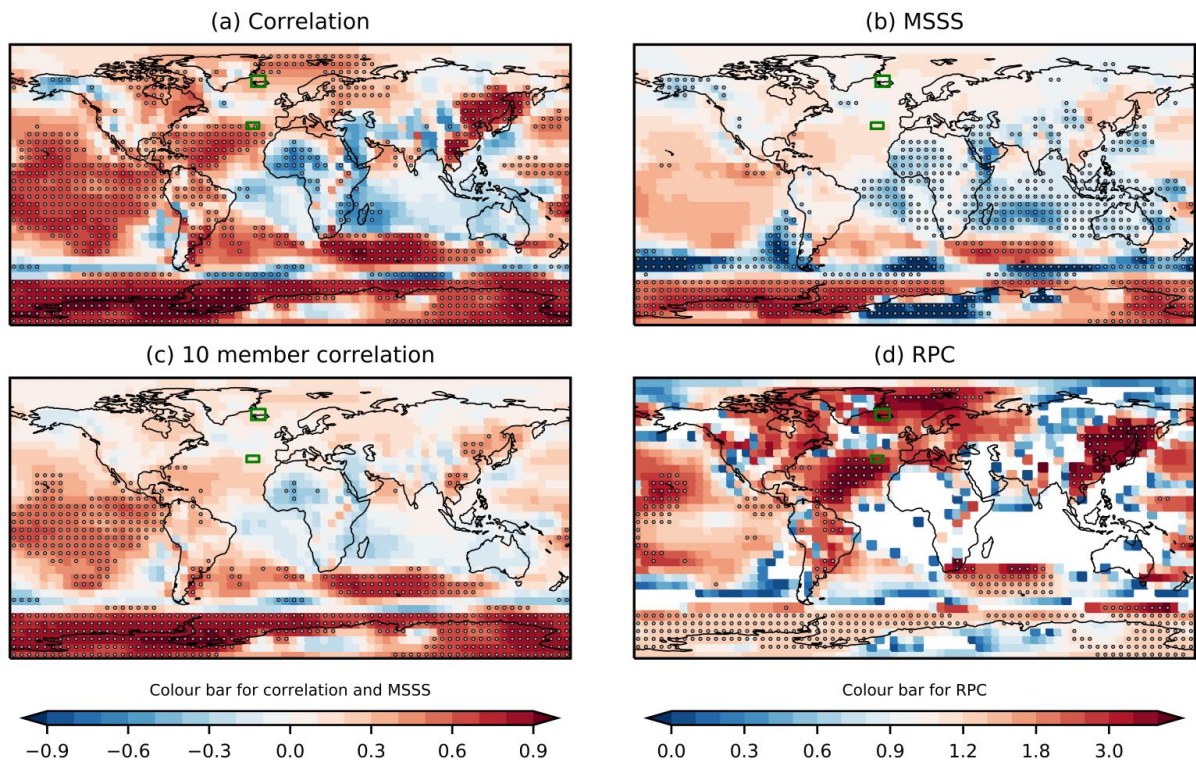 (a) Correlation
(b) MSSS
(c) 10 member correlation
(d) RPC
Colour bar for correlation and MSSS
−0.9 −0.6 −0.3 0.0 0.3 0.6 0.9
Colour bar for RPC
0.0 0.3 0.6 0.9 1.2 1.8 3.0